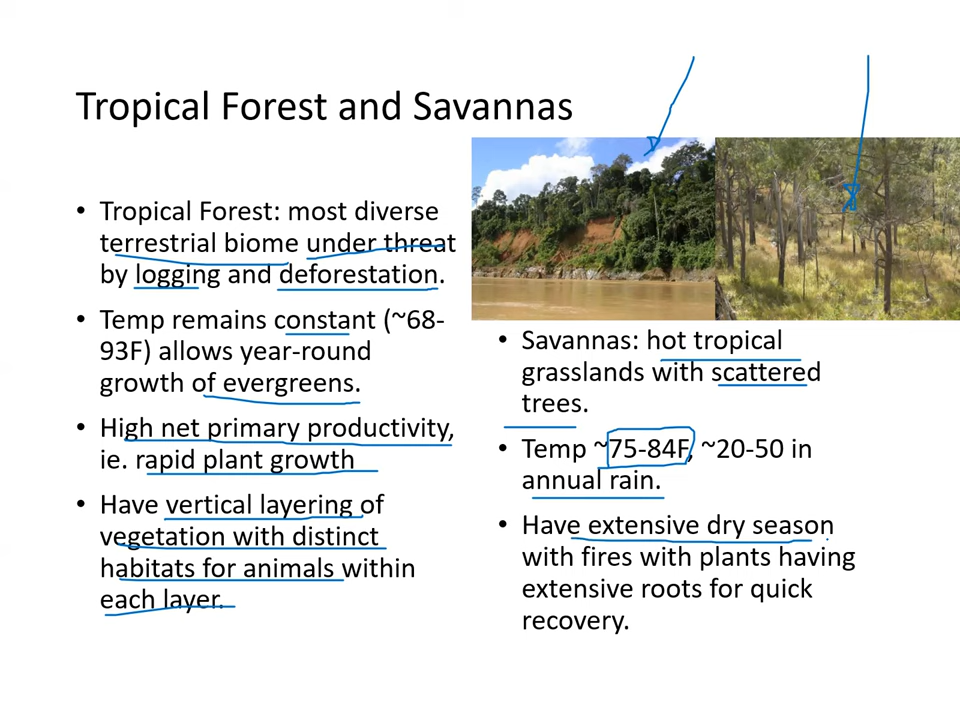 Tropical Forest and Savannas
• Tropical Forest: most diverse
terrestrial biome under threat
by logging and deforestation.
• Temp remains constant (~68-
93F) allows year-round
growth of evergreens.
• High net primary productivity,
ie. rapid plant growth
• Have vertical layering of
vegetation with distinct
habitats for animals within
each layer.
• Savannas: hot tropical
grasslands with scattered
trees.
• Temp ~75-84F, ~20-50 in
annual rain.
• Have extensive dry season
with fires with plants having
extensive roots for quick
recovery.